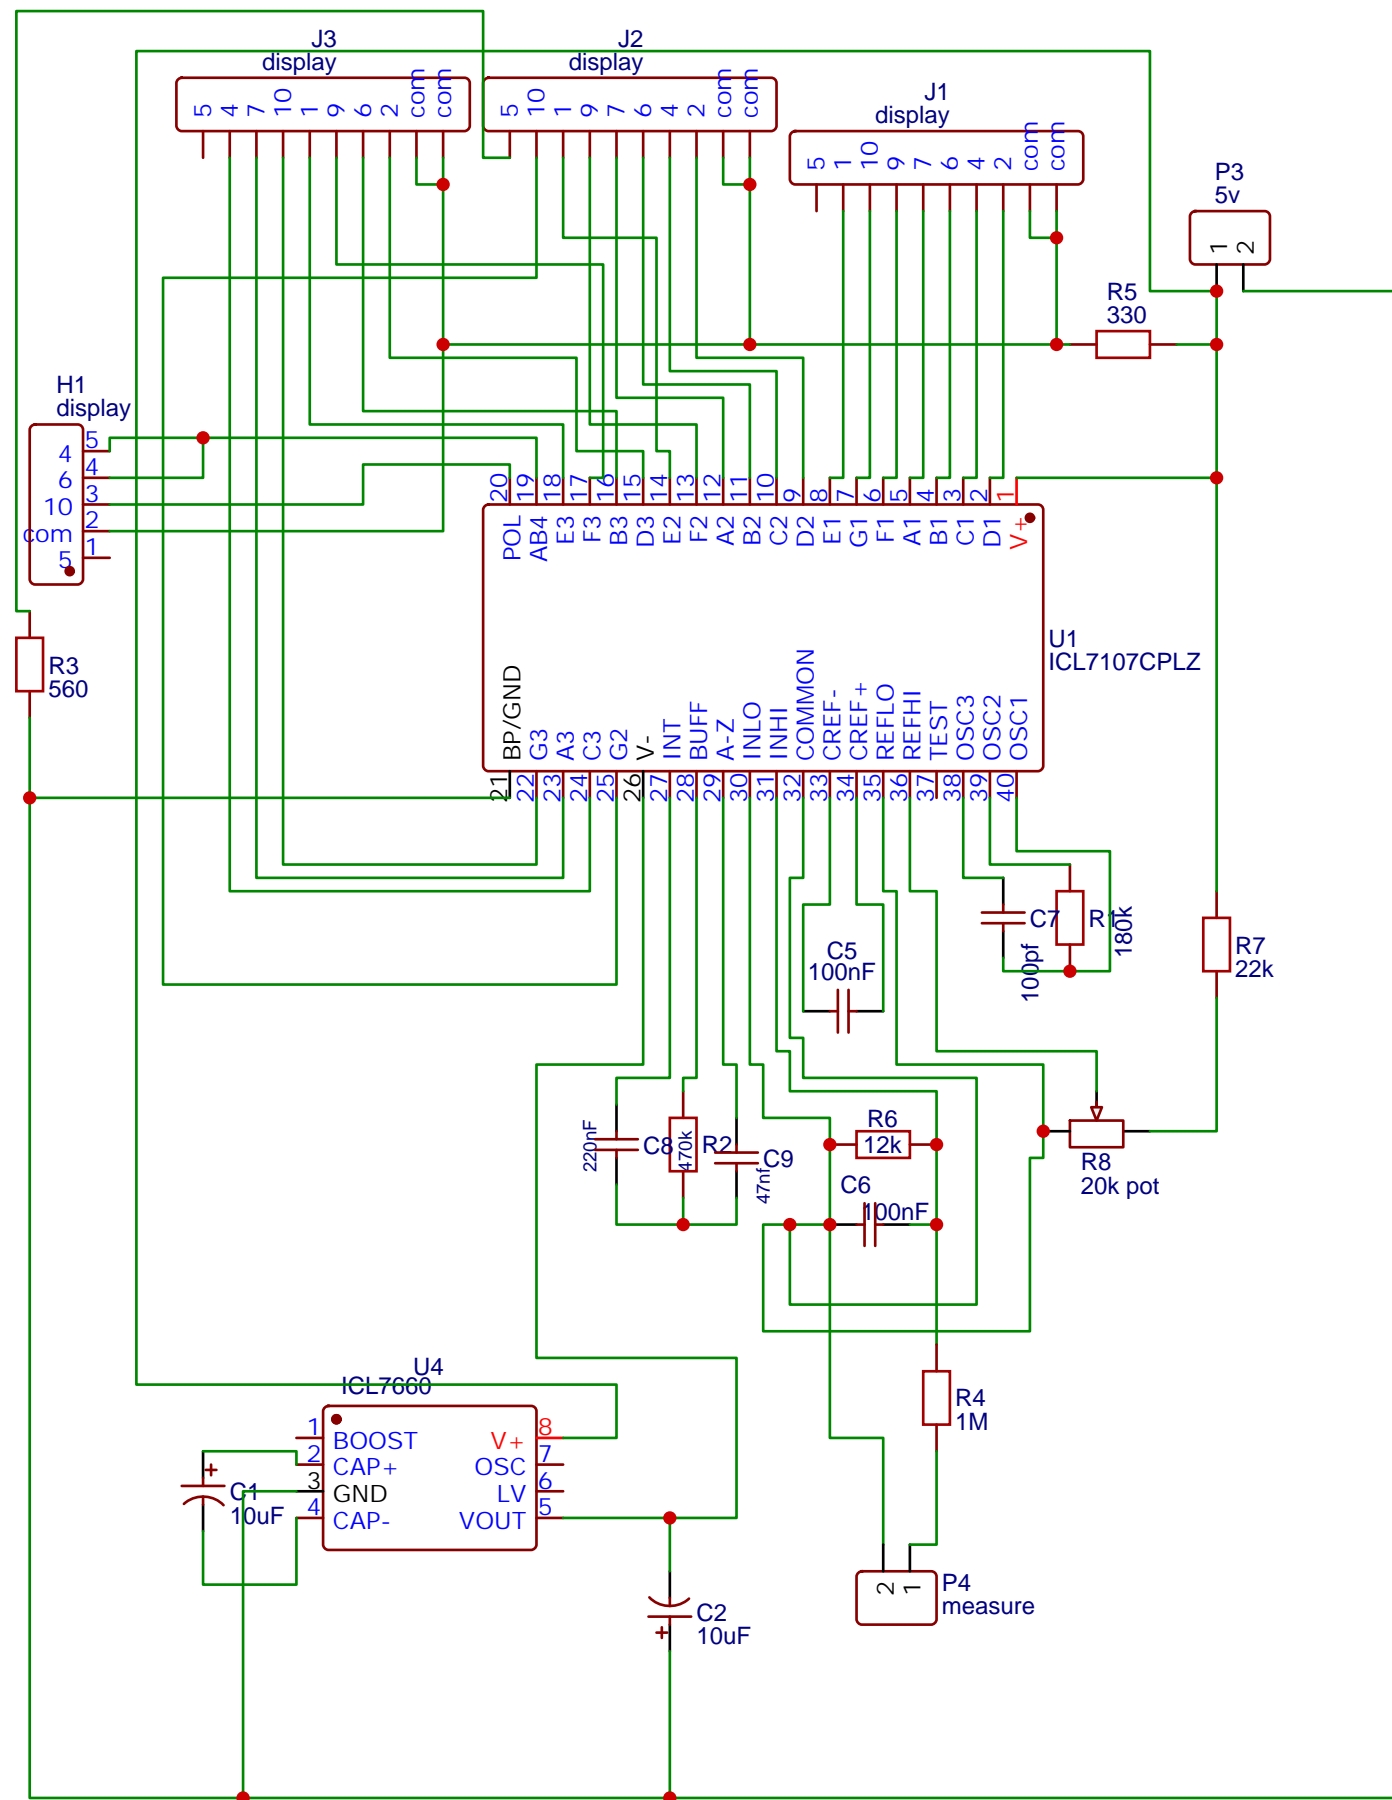 J3
display
5 4 7 10 1 9 6 2 com com
J2
display
5 10 1 9 7 6 4 2 com com
J1
display
5 1 10 9 7 6 4 2 com com
P3
5v
1 2
R5
330
H1
display
4 5
6 4
10 3
com 2
5 1
20 19 18 17 16 15 14 13 12 11 10 9 8 7 6 5 4 3 2 1
POL AB4 E3 F3 B3 D3 E2 F2 A2 B2 C2 D2 E1 G1 F1 A1 B1 C1 D1 V+
U1
ICL7107CPLZ
R3
560
BP/GND G3 A3 C3 G2 V- INT BUFF A-Z INLO INHI COMMON CREF- CREF+ REFLO REFHI TEST OSC3 OSC2 OSC1
21 22 23 24 25 26 27 28 29 30 31 32 33 34 35 36 37 38 39 40
C7
100pf
R1
180k
R7
22k
C5
100nF
220nF
C8
470k
R2
C9
47nf
R6
12k
C6
100nF
R8
20k pot
U4
ICL7660
1 BOOST V+ 8
2 CAP+ OSC 7
3 GND LV 6
4 CAP- VOUT 5
+
C1
10uF
R4
1M
C2
10uF
+
2 1
P4
measure